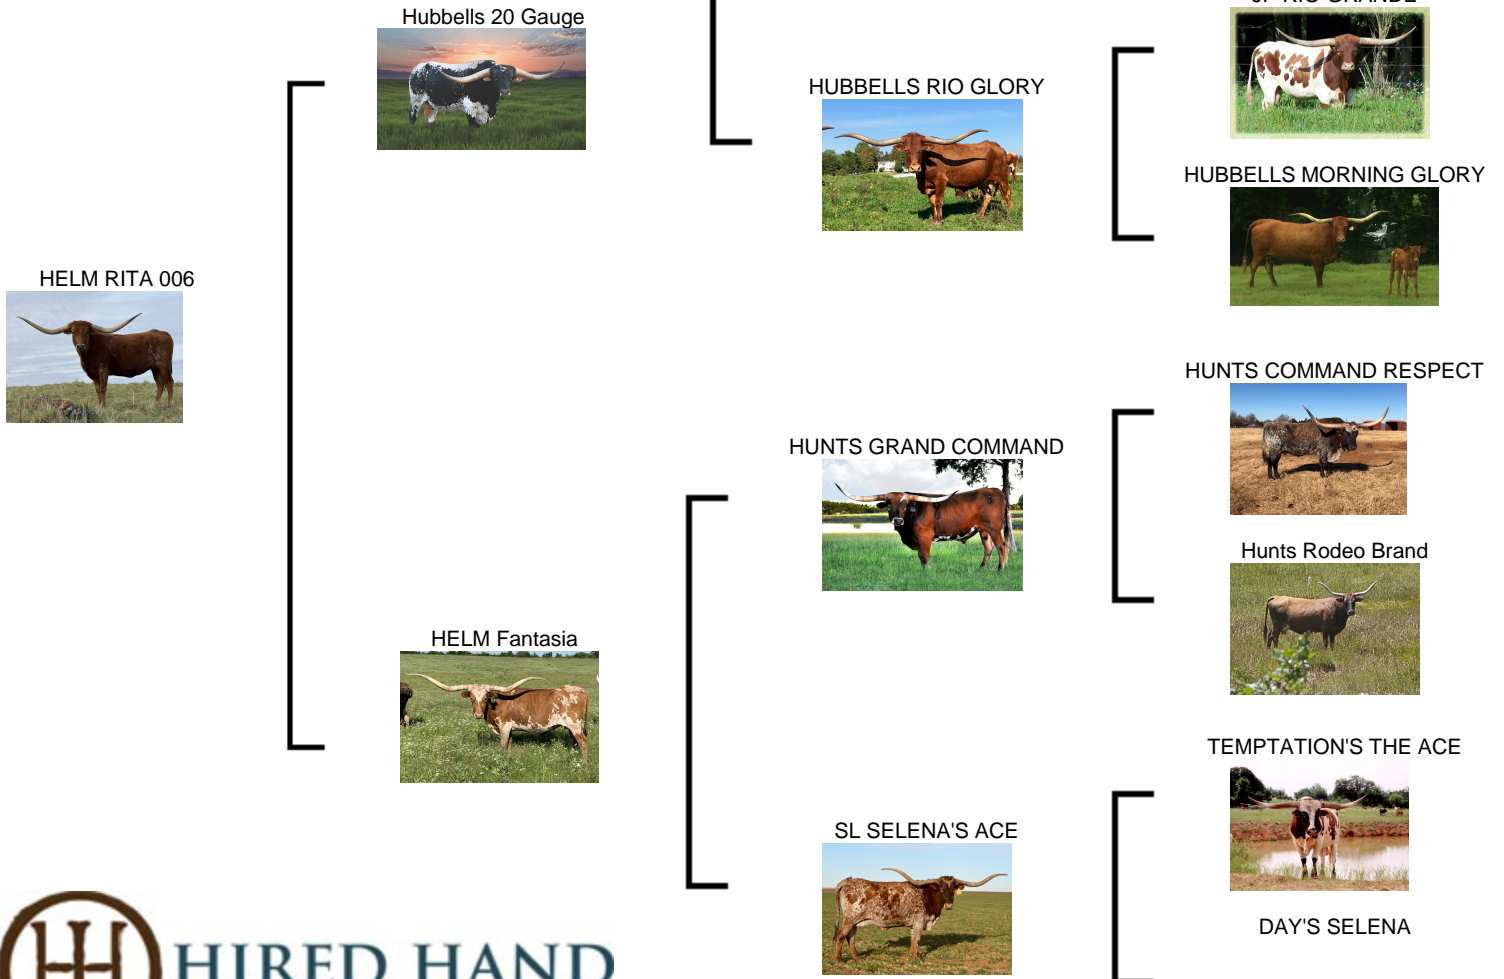 Hubbells 20 Gauge
HUBBELLS RIO GLORY
HUBBELLS MORNING GLORY
HELM RITA 006
HUNTS COMMAND RESPECT
HUNTS GRAND COMMAND
Hunts Rodeo Brand
HELM Fantasia
TEMPTATION'S THE ACE
SL SELENA'S ACE
DAY'S SELENA
HIRED HAND